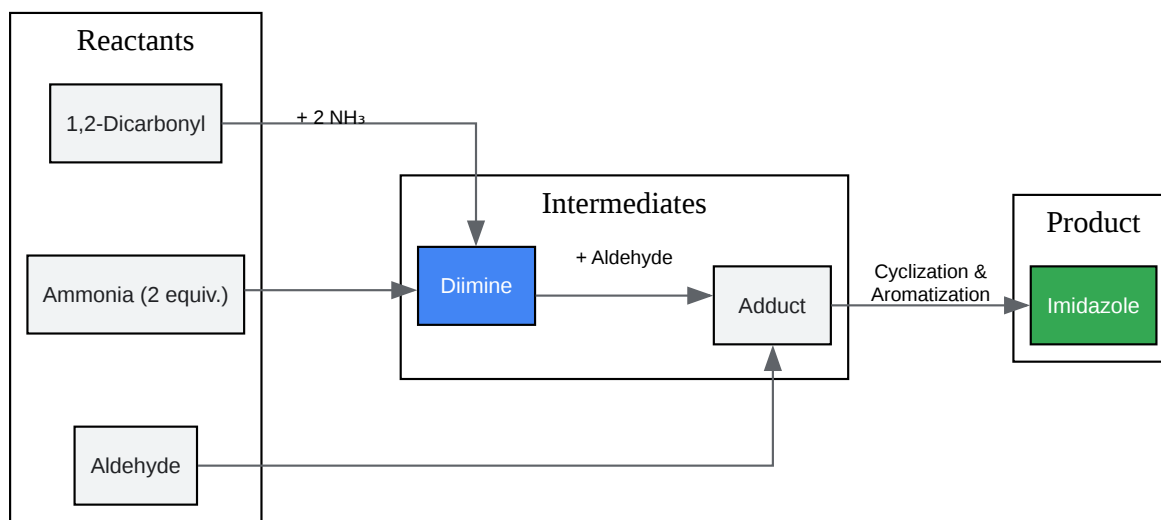 Reactants
1,2-Dicarbonyl
+ 2 NH₃
Ammonia (2 equiv.)
Aldehyde
Intermediates
Diimine
+ Aldehyde
Adduct
Cyclization &
Aromatization
Product
Imidazole